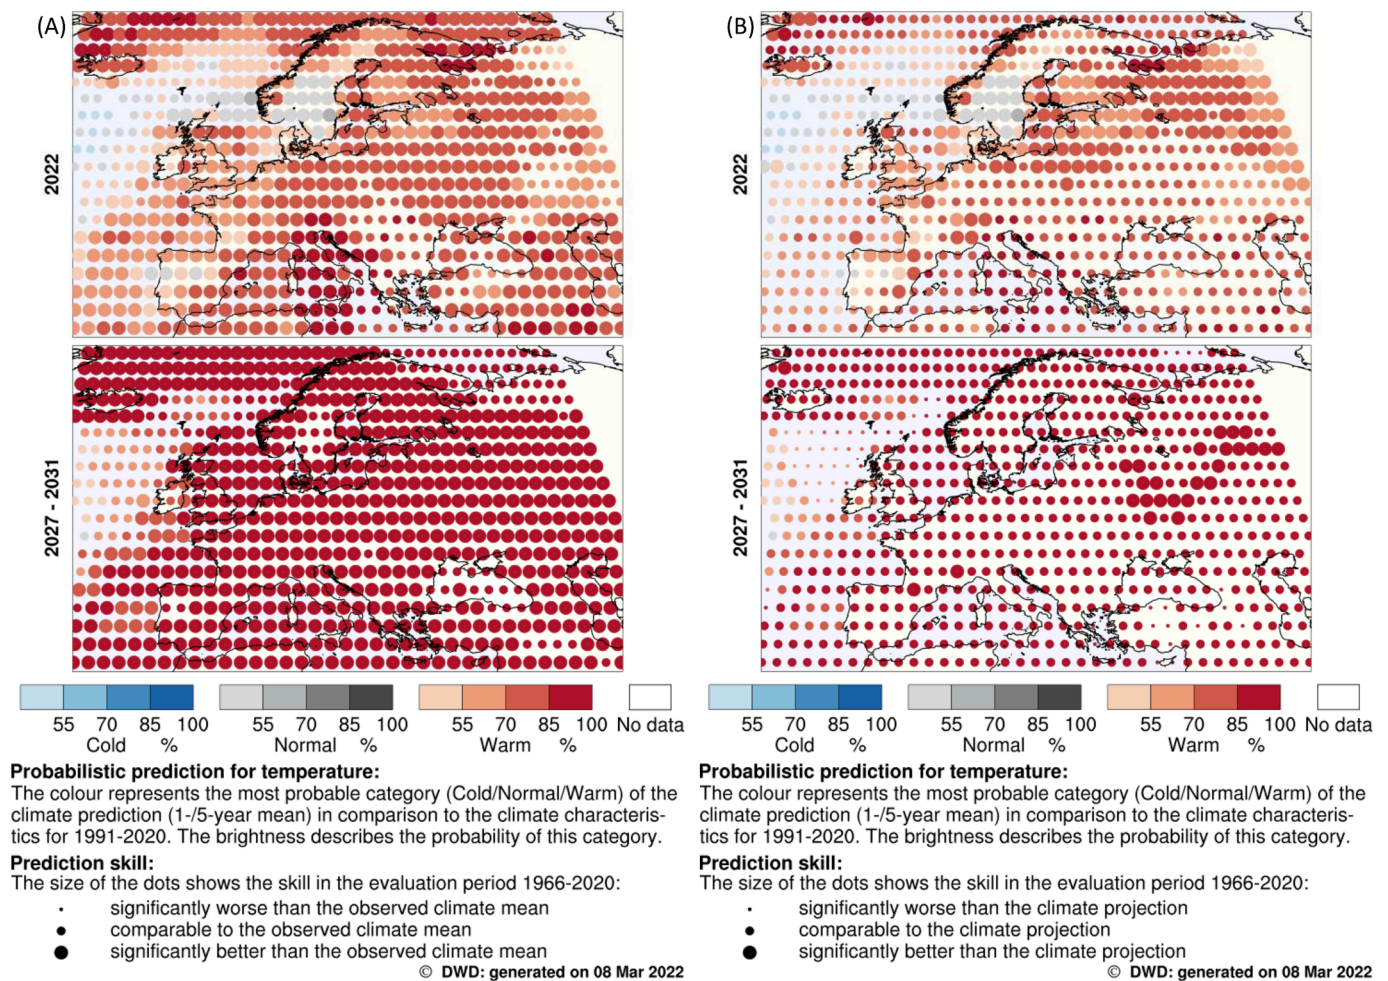 (A)
2022
2027 - 2031
55 70 85 100 55 70 85 100 55 70 85 100 No data
Cold % Normal % Warm %
Probabilistic prediction for temperature:
The colour represents the most probable category (Cold/Normal/Warm) of the
climate prediction (1-/5-year mean) in comparison to the climate characteris-
tics for 1991-2020. The brightness describes the probability of this category.
Prediction skill:
The size of the dots shows the skill in the evaluation period 1966-2020:
significantly worse than the observed climate mean
comparable to the observed climate mean
significantly better than the observed climate mean
© DWD: generated on 08 Mar 2022
(B)
2022
2027 - 2031
55 70 85 100 55 70 85 100 55 70 85 100 No data
Cold % Normal % Warm %
Probabilistic prediction for temperature:
The colour represents the most probable category (Cold/Normal/Warm) of the
climate prediction (1-/5-year mean) in comparison to the climate characteris-
tics for 1991-2020. The brightness describes the probability of this category.
Prediction skill:
The size of the dots shows the skill in the evaluation period 1966-2020:
significantly worse than the climate projection
comparable to the climate projection
significantly better than the climate projection
© DWD: generated on 08 Mar 2022